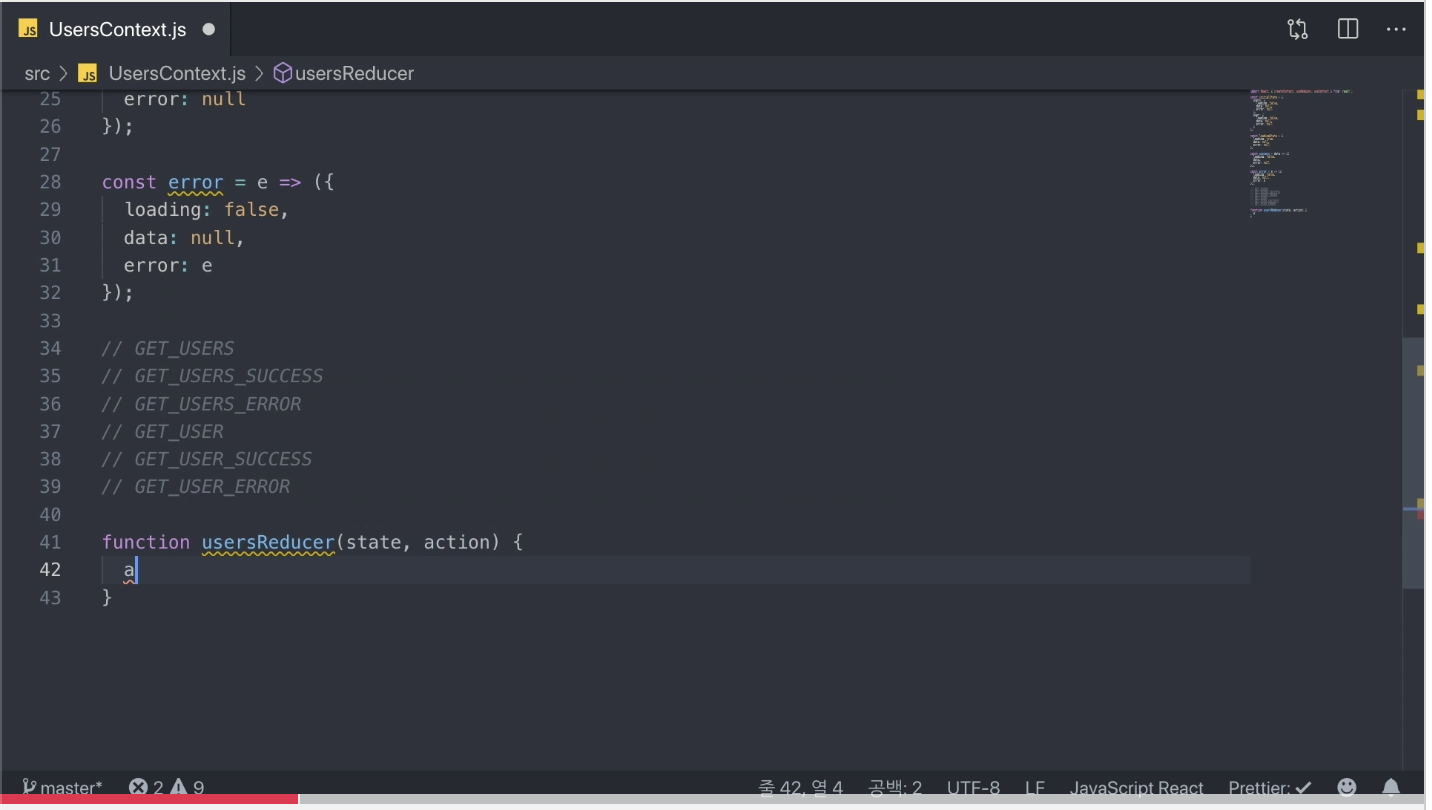 JS UsersContext.js
src > JS UsersContext.js > usersReducer
25 error: null
26 });
27
28 const error = e => ({
29 loading: false,
30 data: null,
31 error: e
32 });
33
34 // GET_USERS
35 // GET_USERS_SUCCESS
36 // GET_USERS_ERROR
37 // GET_USER
38 // GET_USER_SUCCESS
39 // GET_USER_ERROR
40
41 function usersReducer(state, action) {
42 a
43 }
master* 2 9 줄 42, 열 4 공백: 2 UTF-8 LF JavaScript React Prettier: ✓